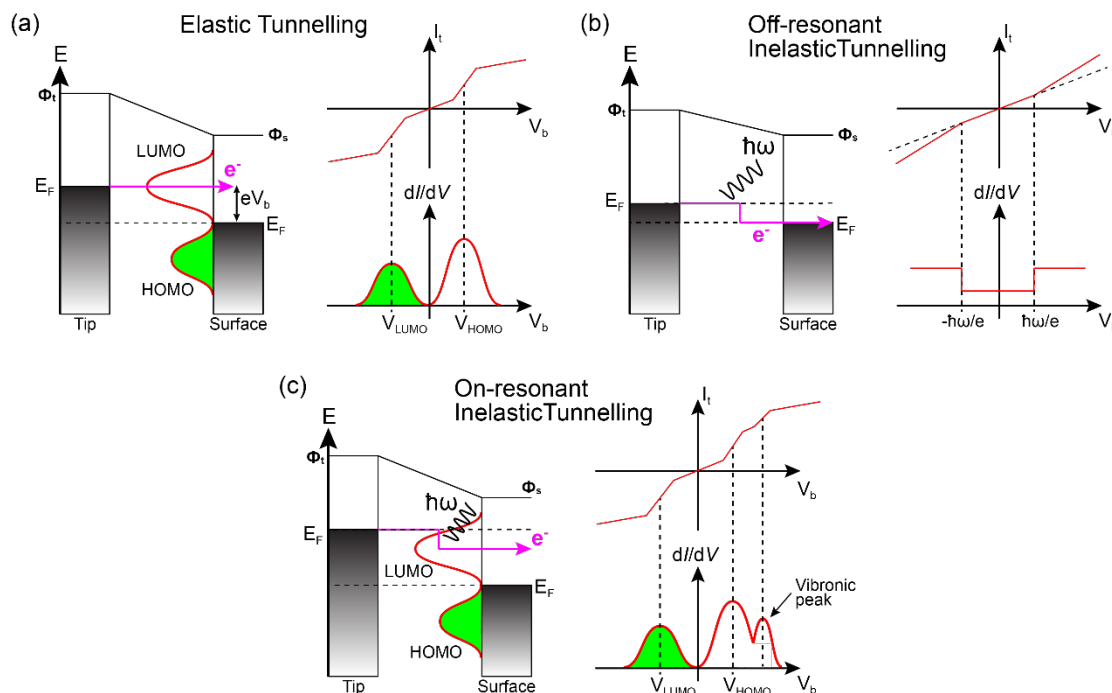 (a)
Elastic Tunnelling
E
Φt
Φs
LUMO
e-
EF
eVb
EF
HOMO
Tip
Surface
It
Vb
dI/dV
VLUMO
VHOMO
Vb
(b)
Off-resonant
InelasticTunnelling
E
Φt
Φs
ħω
EF
e-
EF
Tip
Surface
It
V
dI/dV
-ħω/e
ħω/e
V
(c)
On-resonant
InelasticTunnelling
E
Φt
Φs
ħω
EF
e-
LUMO
EF
HOMO
Tip
Surface
It
Vb
dI/dV
Vibronic
peak
VLUMO
VHOMO
Vb